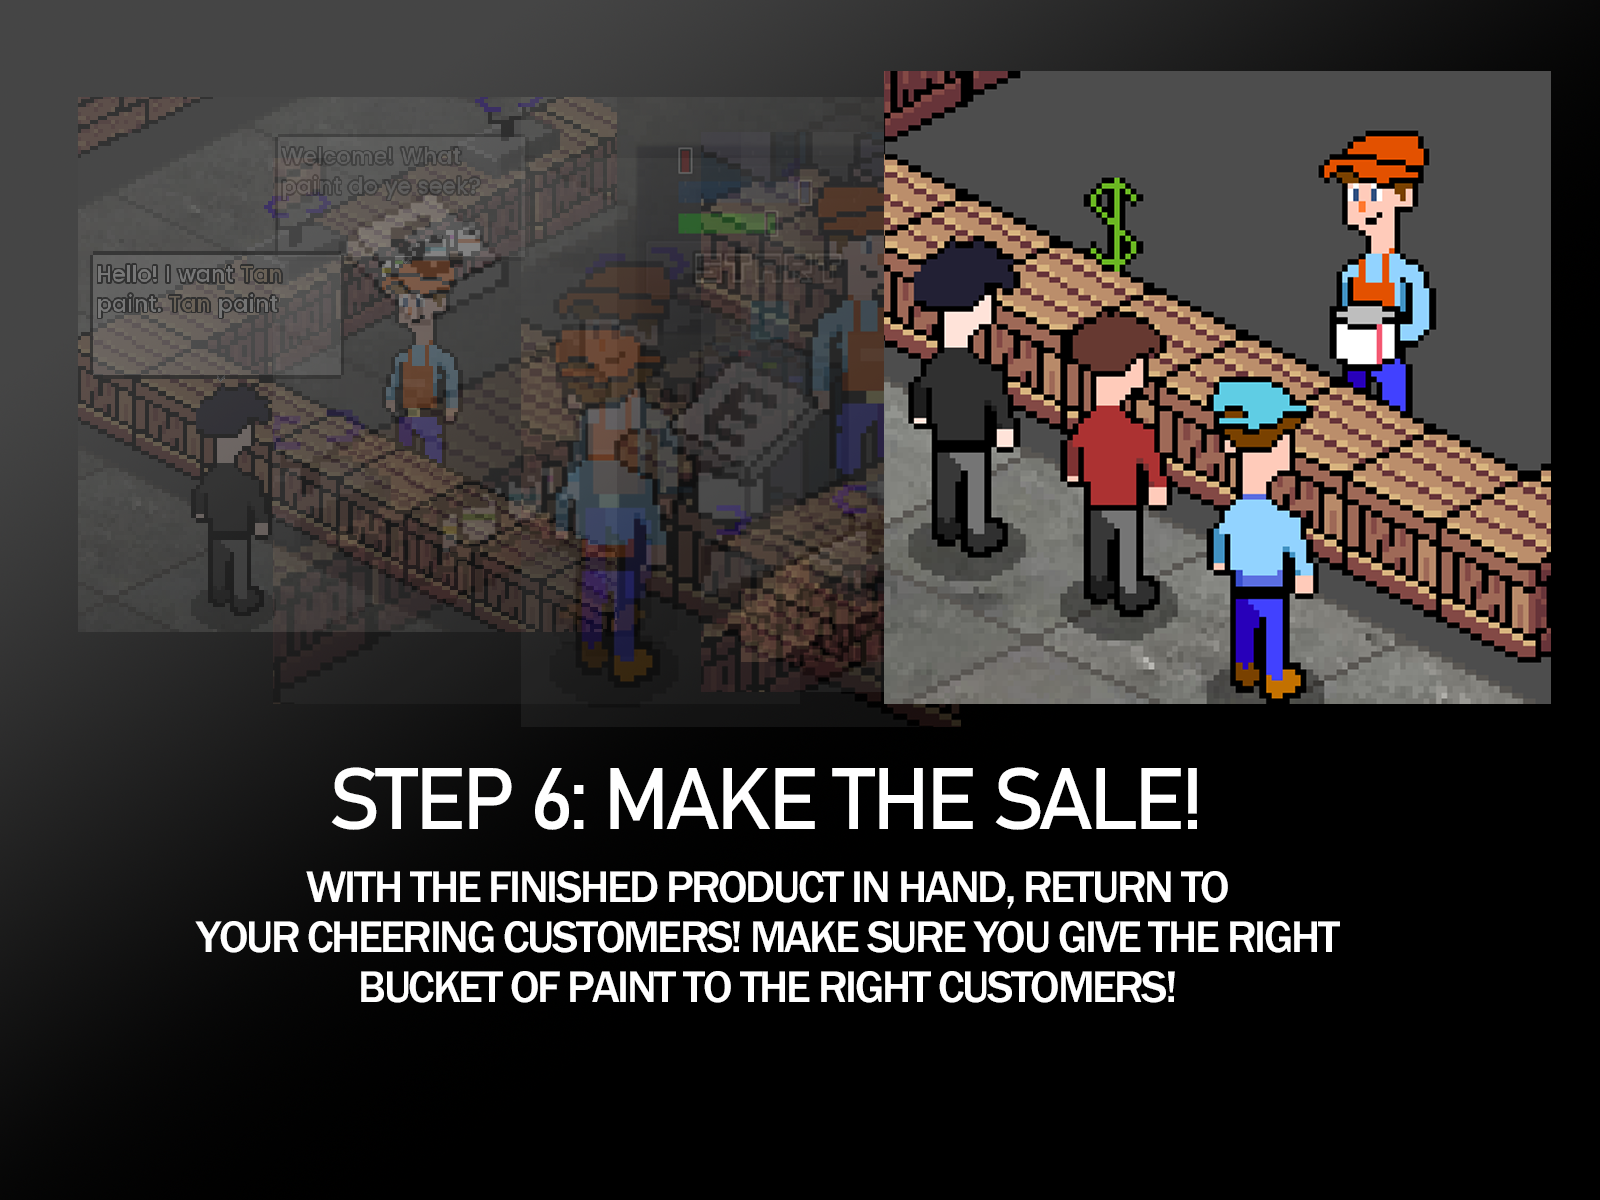 Welcome! What
paint do ye seek?
Hello! I want Tan
paint. Tan paint
E
$
STEP 6: MAKE THE SALE!
WITH THE FINISHED PRODUCT IN HAND, RETURN TO
YOUR CHEERING CUSTOMERS! MAKE SURE YOU GIVE THE RIGHT
BUCKET OF PAINT TO THE RIGHT CUSTOMERS!